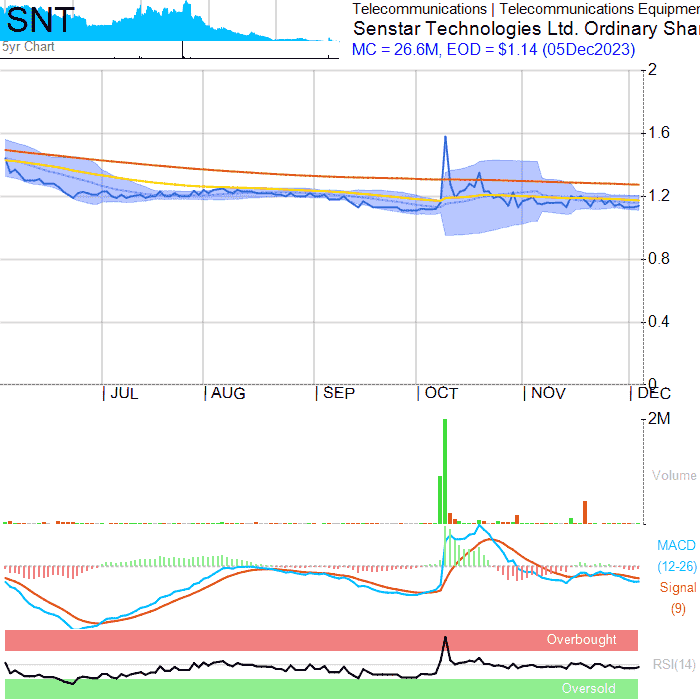 SNT
5yr Chart
Telecommunications | Telecommunications Equipmen
Senstar Technologies Ltd. Ordinary Shar
MC = 26.6M, EOD = $1.14 (05Dec2023)
2
1.6
1.2
0.8
0.4
0
JUL AUG SEP OCT NOV DEC
2M
Volume
MACD
(12-26)
Signal
(9)
Overbought
RSI(14)
Oversold